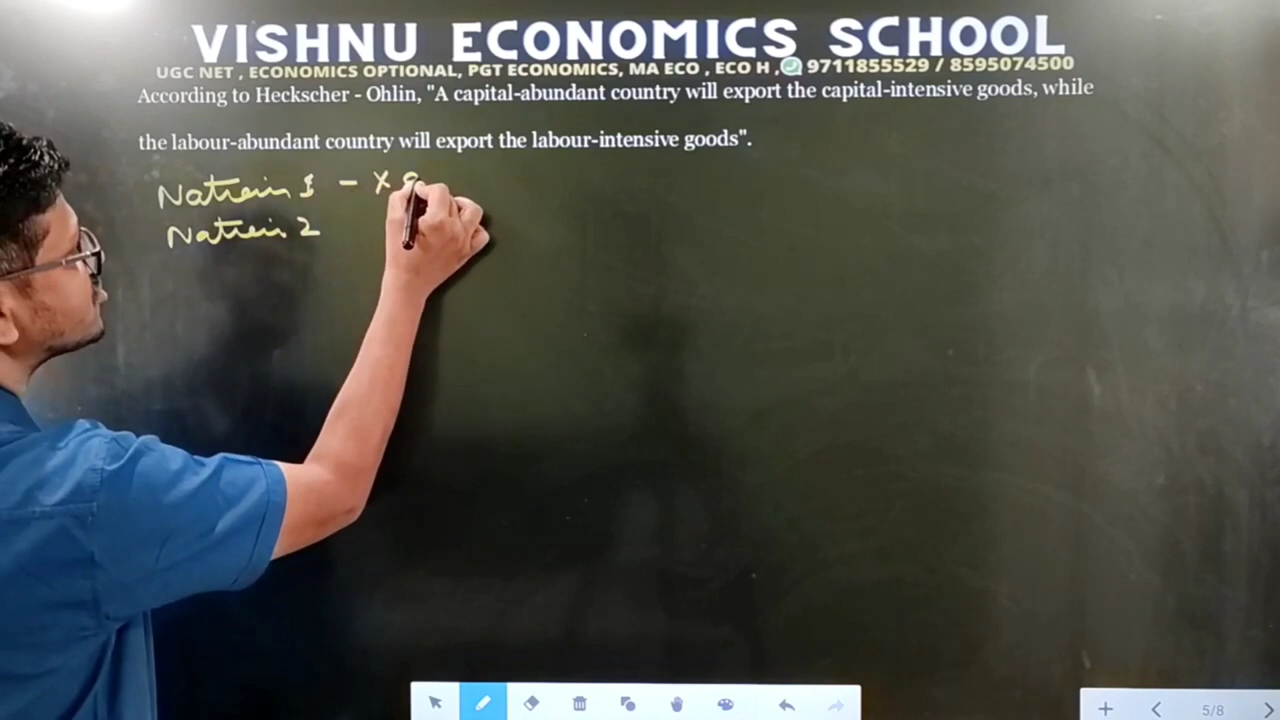 VISHNU ECONOMICS SCHOOL
UGC NET , ECONOMICS OPTIONAL, PGT ECONOMICS, MA ECO , ECO H , 9711855529 / 8595074500
According to Heckscher - Ohlin, "A capital-abundant country will export the capital-intensive goods, while
the labour-abundant country will export the labour-intensive goods".
Nation 1 - X
Nation 2
5/8